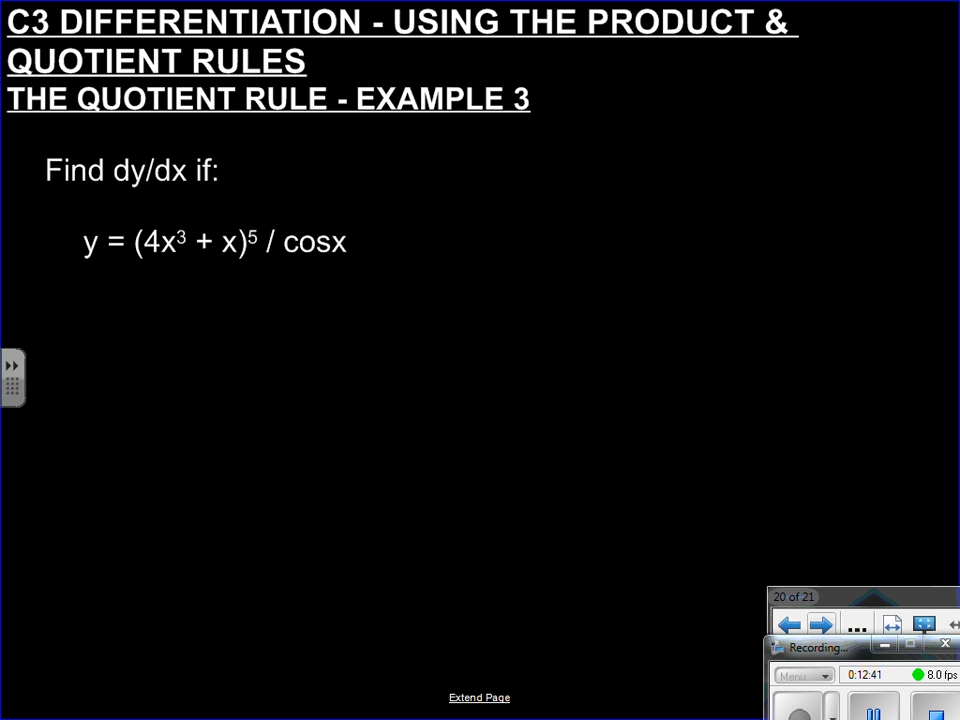 C3 DIFFERENTIATION - USING THE PRODUCT &
QUOTIENT RULES
THE QUOTIENT RULE - EXAMPLE 3
Find dy/dx if:
y = (4x³ + x)⁵ / cosx
20 of 21
...
Recording...
Menu
0:12:41
8.0 fps
Extend Page